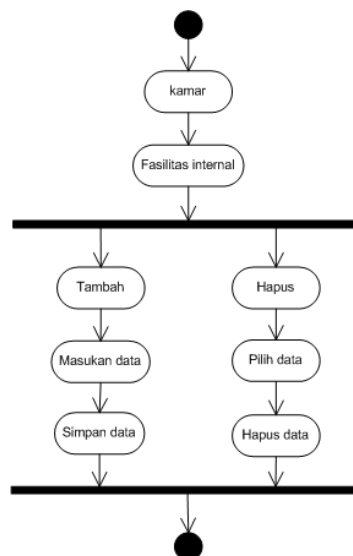 kamar
Fasilitas internal
Tambah
Hapus
Masukan data
Pilih data
Simpan data
Hapus data